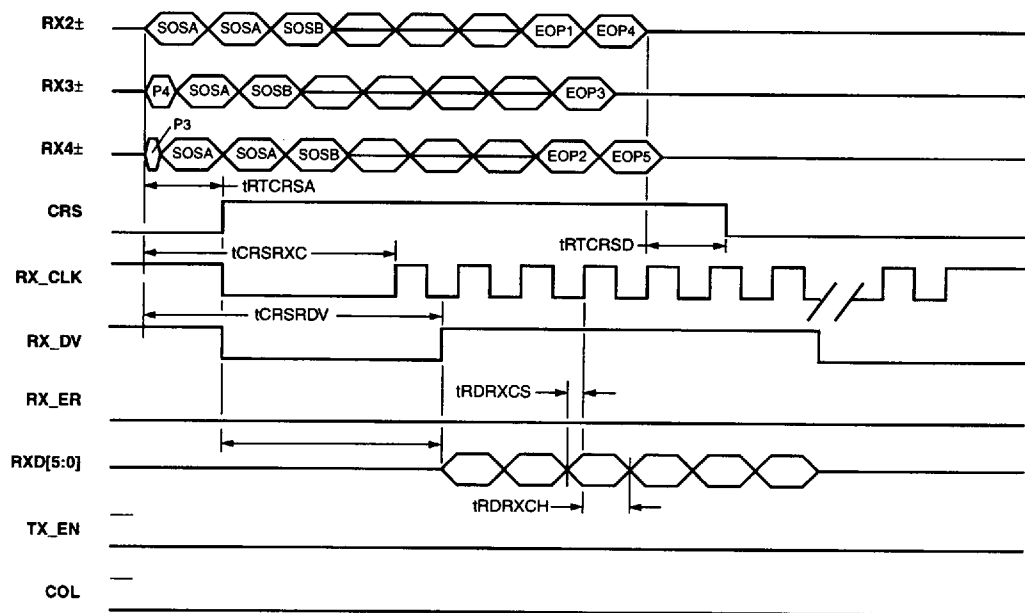 RX2± SOSA SOSA SOSB EOP1 EOP4
RX3± P4 SOSA SOSB EOP3
P3
RX4± SOSA SOSA SOSB EOP2 EOP5
tRTCRSA
CRS
tCRSRXC tRTCRSD
RX_CLK
tCRSRDV
RX_DV
tRDRXCS
RX_ER
RXD[5:0]
tRDRXCH
TX_EN
COL